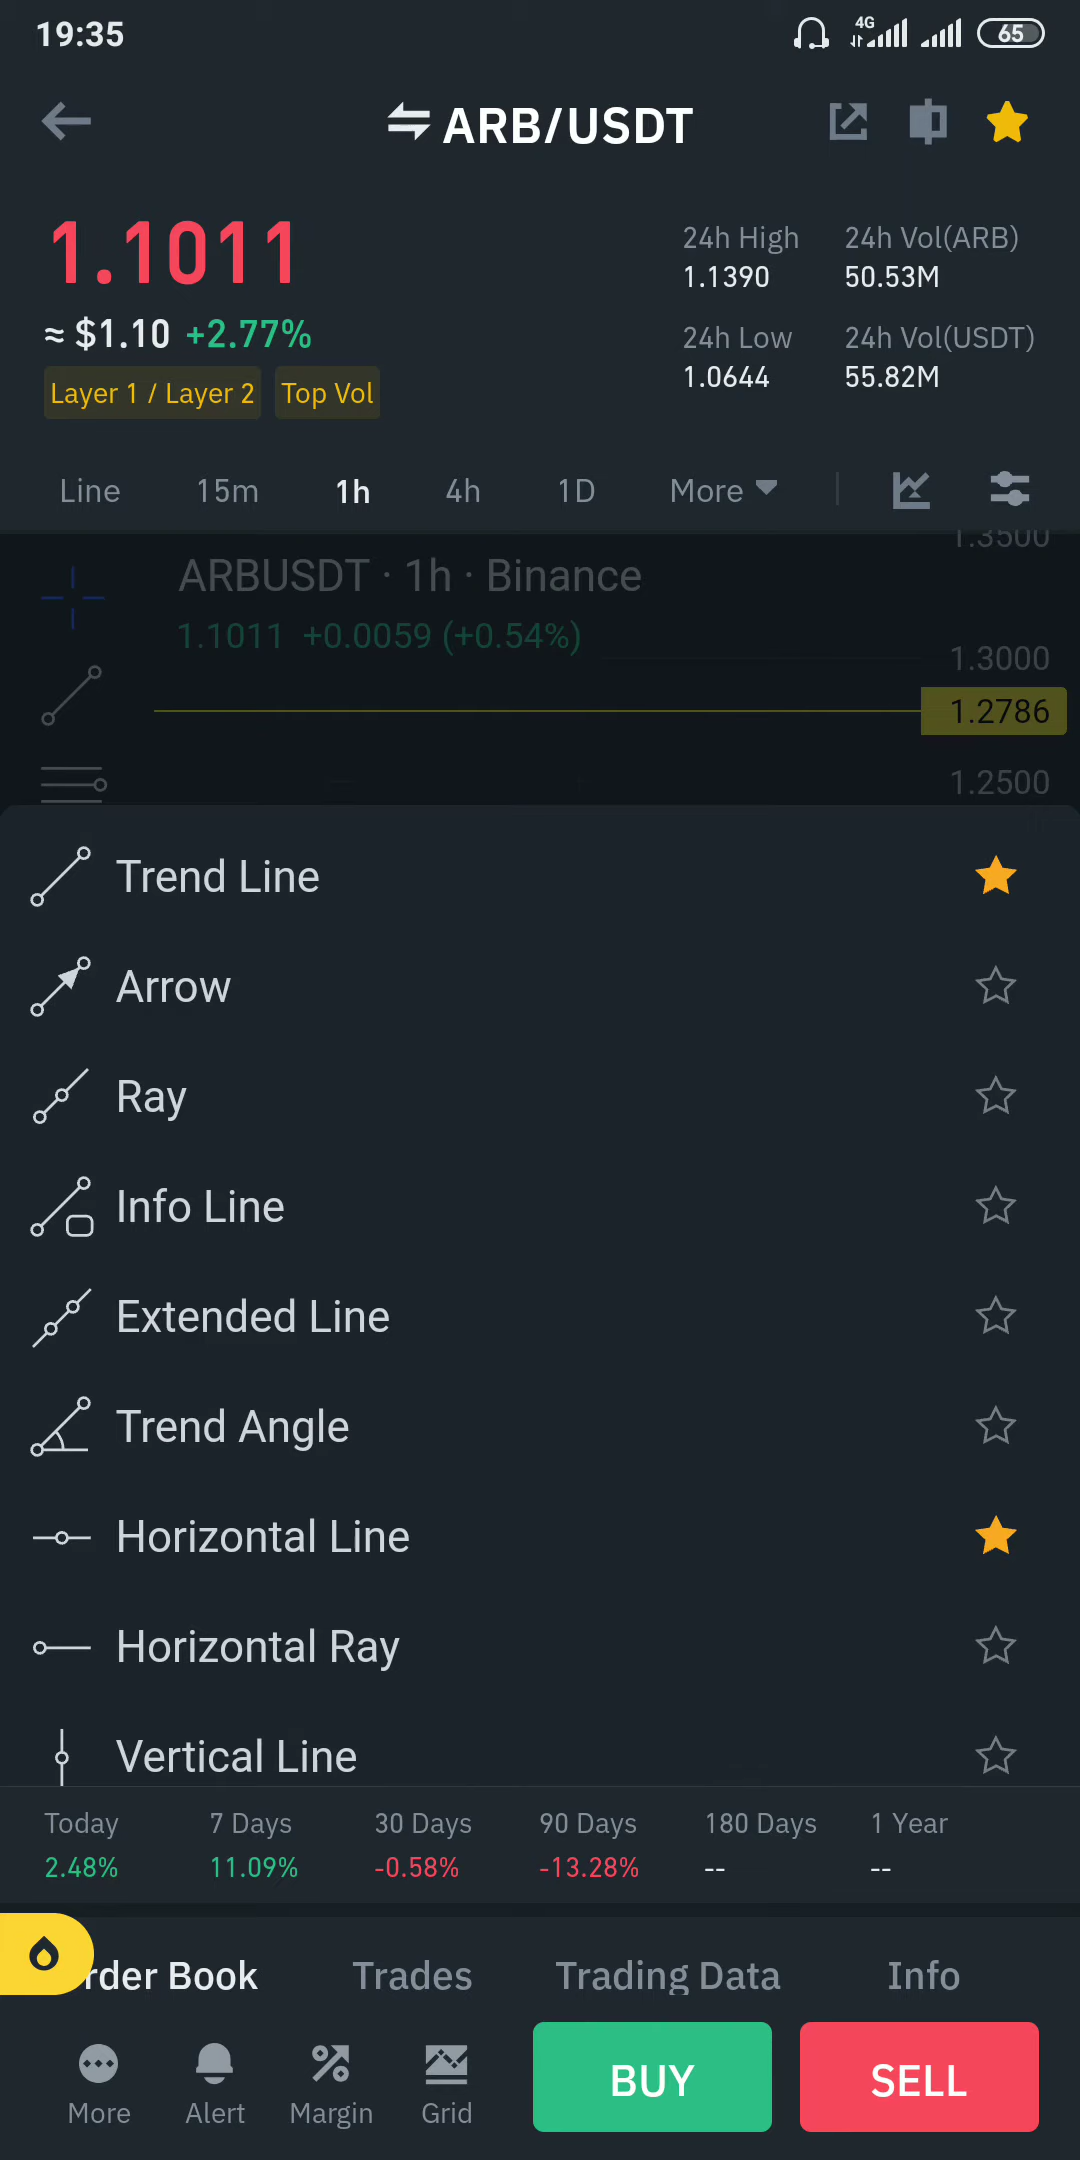 19:35
4G
65
ARB/USDT
1.1011
≈ $1.10 +2.77%
Layer 1 / Layer 2 Top Vol
24h High 24h Vol(ARB)
1.1390 50.53M
24h Low 24h Vol(USDT)
1.0644 55.82M
Line 15m 1h 4h 1D More
1.3500
ARBUSDT · 1h · Binance
1.1011 +0.0059 (+0.54%)
1.3000
1.2786
1.2500
Trend Line
Arrow
Ray
Info Line
Extended Line
Trend Angle
Horizontal Line
Horizontal Ray
Vertical Line
Today 7 Days 30 Days 90 Days 180 Days 1 Year
2.48% 11.09% -0.58% -13.28% -- --
rder Book Trades Trading Data Info
More Alert Margin Grid
BUY SELL